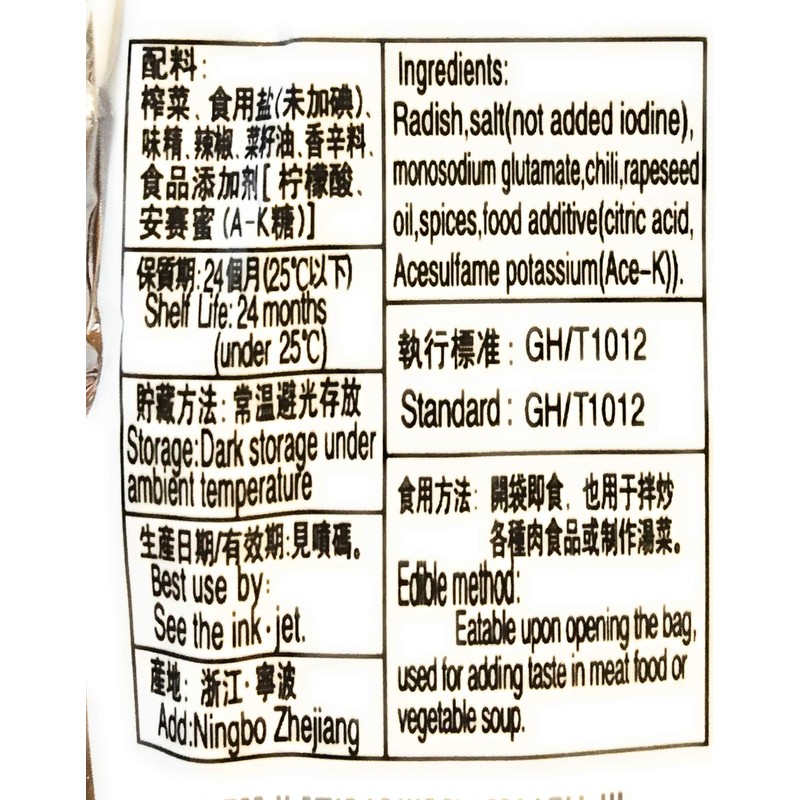 配料:
榨菜、食用盐(未加碘)、
味精、辣椒、菜籽油、香辛料、
食品添加剂[ 柠檬酸、
安赛蜜 (A-K糖)]
保質期: 24個月(25℃以下)
Shelf Life: 24 months
(under 25℃)
貯藏方法: 常溫避光存放
Storage:Dark storage under
ambient temperature
生產日期/有效期:見噴碼。
Best use by:
See the ink·jet.
產地: 浙江·寧波
Add:Ningbo Zhejiang
Ingredients:
Radish,salt(not added iodine),
monosodium glutamate,chili,rapeseed
oil,spices,food additive(citric acid,
Acesulfame potassium(Ace-K)).
執行標准: GH/T1012
Standard: GH/T1012
食用方法: 開袋即食，也用于拌炒
各種肉食品或制作湯菜。
Edible method:
Eatable upon opening the bag,
used for adding taste in meat food or
vegetable soup.